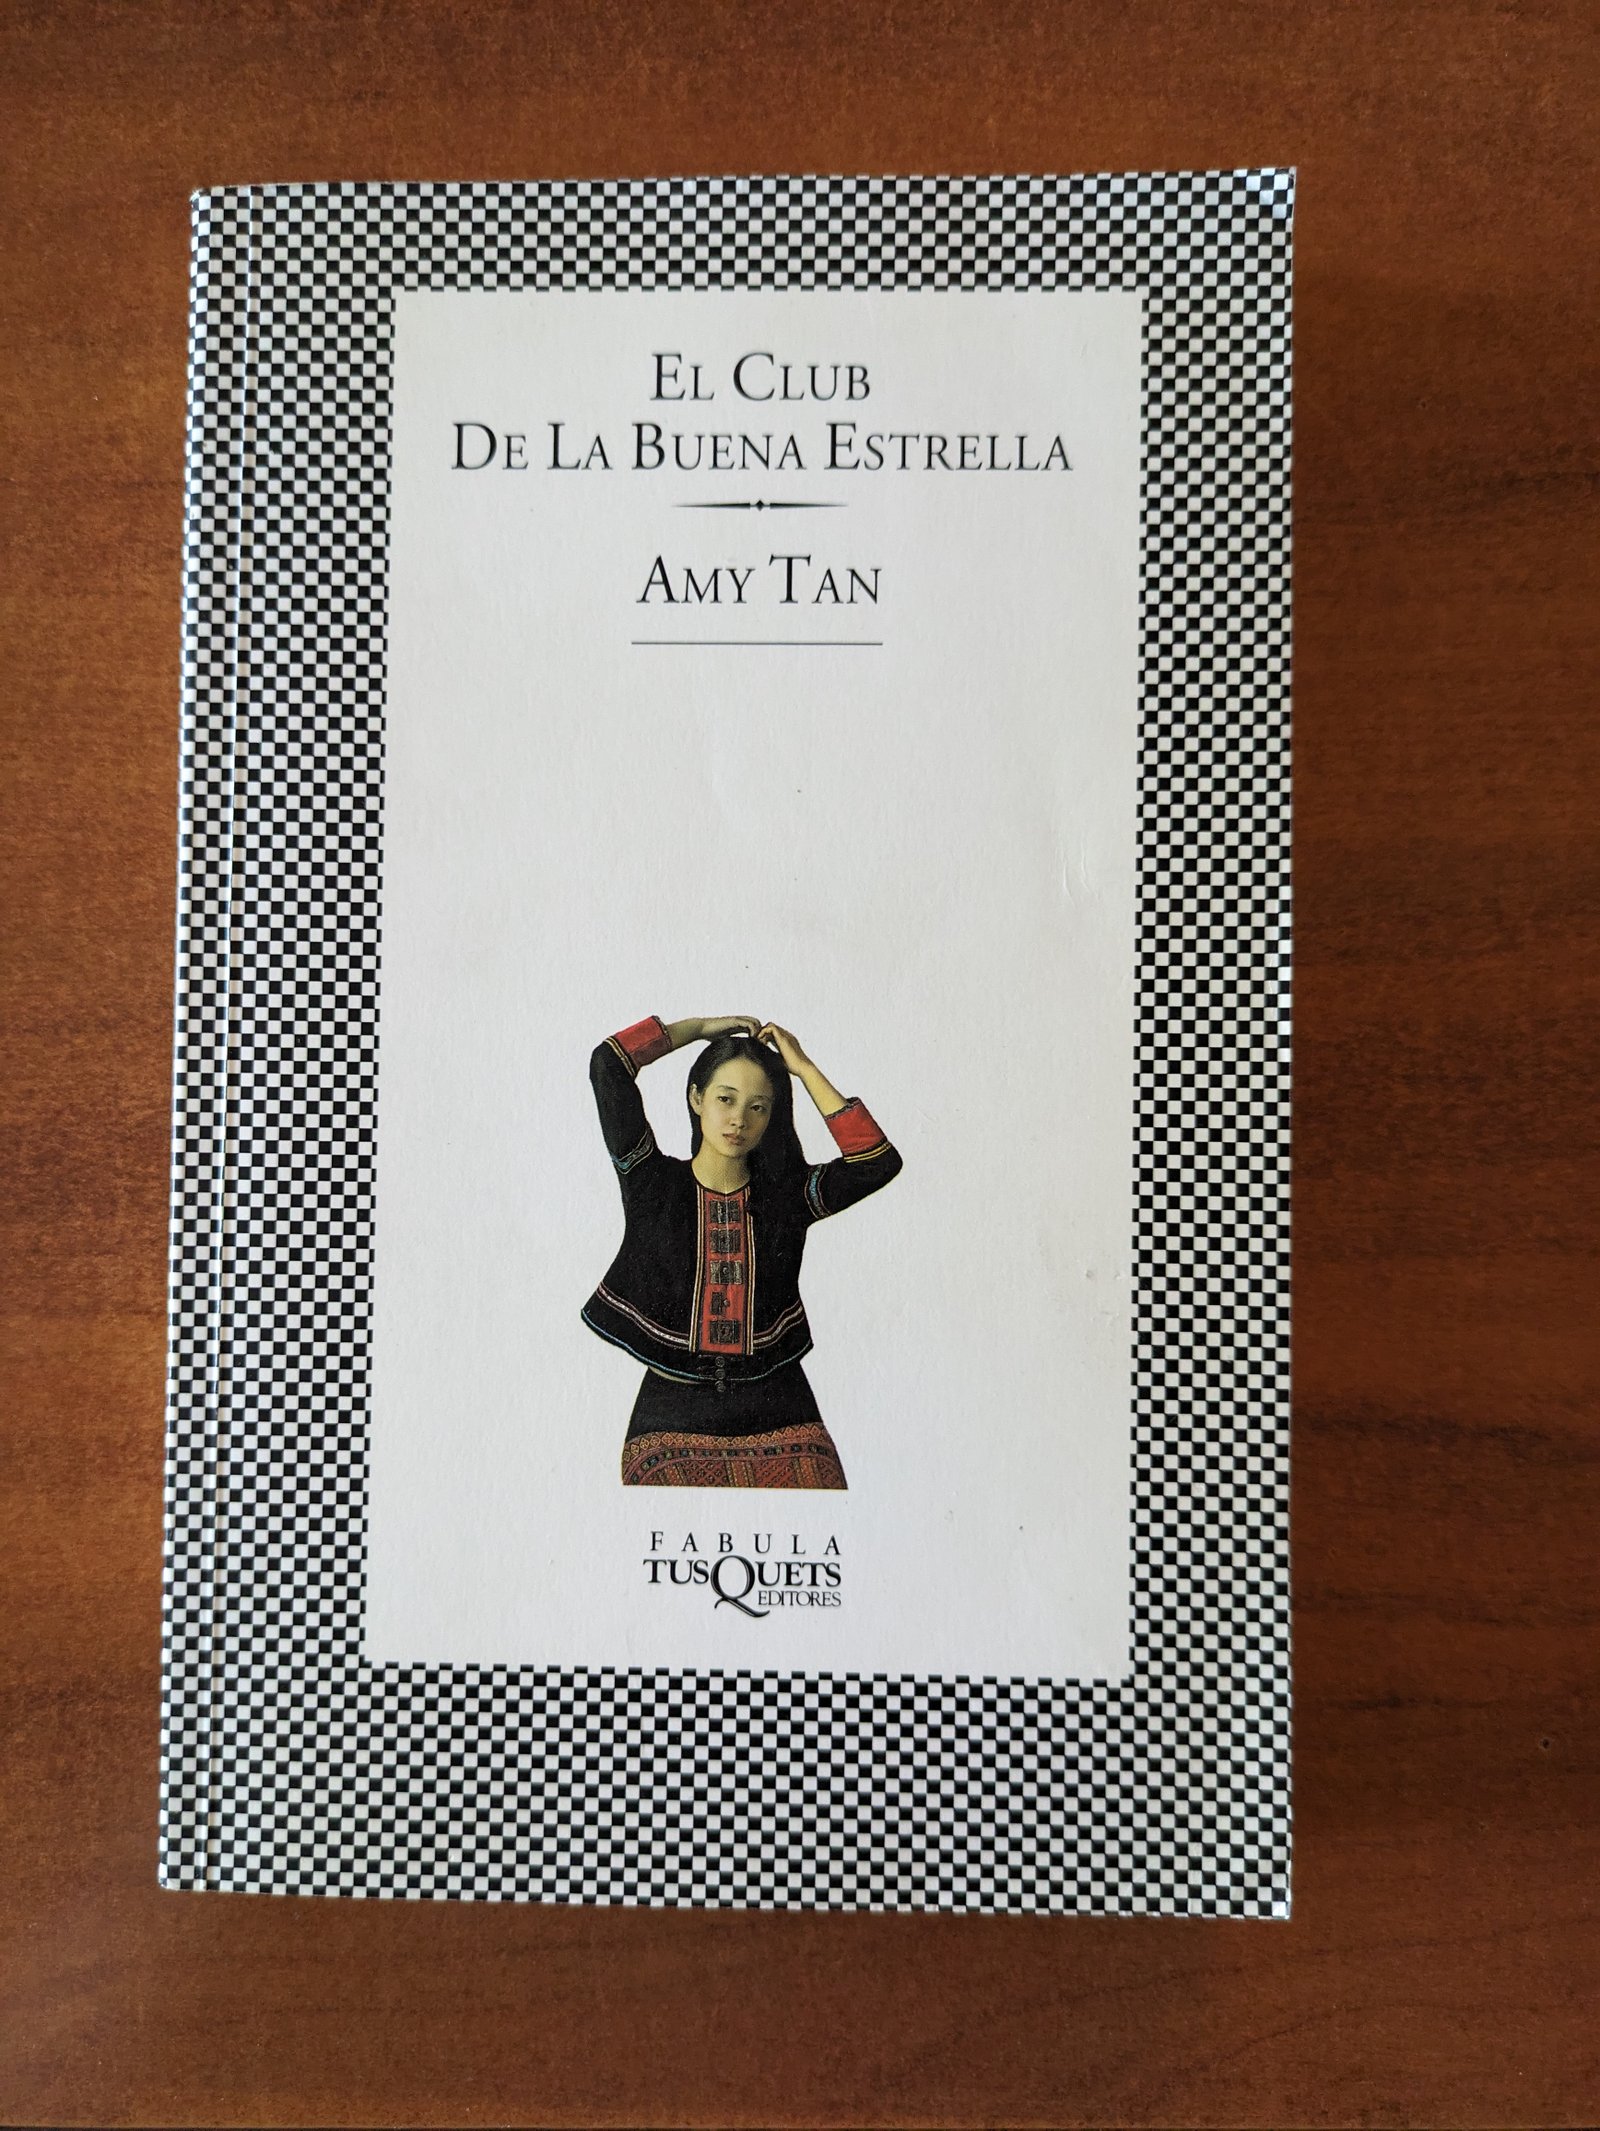 El Club
De La Buena Estrella
Amy Tan
FABULA
TUSQUETS
EDITORES